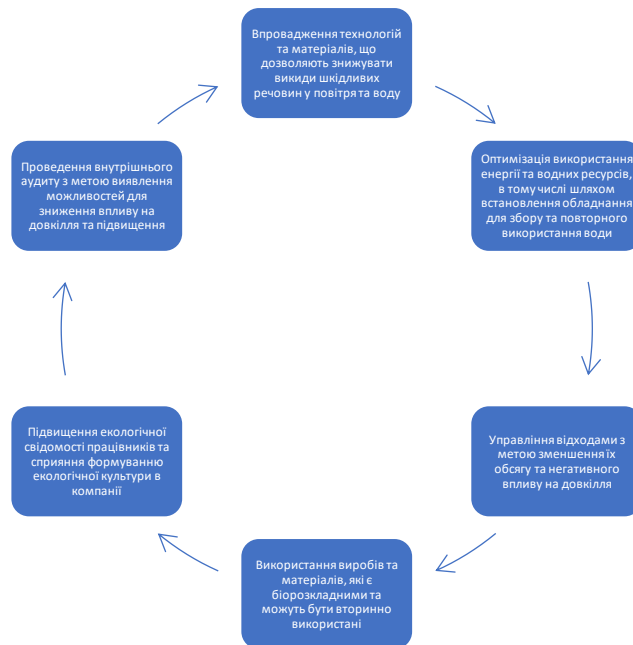 Впровадження технологій
та матеріалів, що
дозволяють знижувати
викиди шкідливих
речовин у повітря та воду
Оптимізація використання
енергії та водних ресурсів,
в тому числі шляхом
встановлення обладнання
для збору та повторного
використання води
Управління відходами з
метою зменшення їх
обсягу та негативного
впливу на довкілля
Використання виробів та
матеріалів, які є
біорозкладними та
можуть бути вторинно
використані
Підвищення екологічної
свідомості працівників та
сприяння формуванню
екологічної культури в
компанії
Проведення внутрішнього
аудиту з метою виявлення
можливостей для
зниження впливу на
довкілля та підвищення